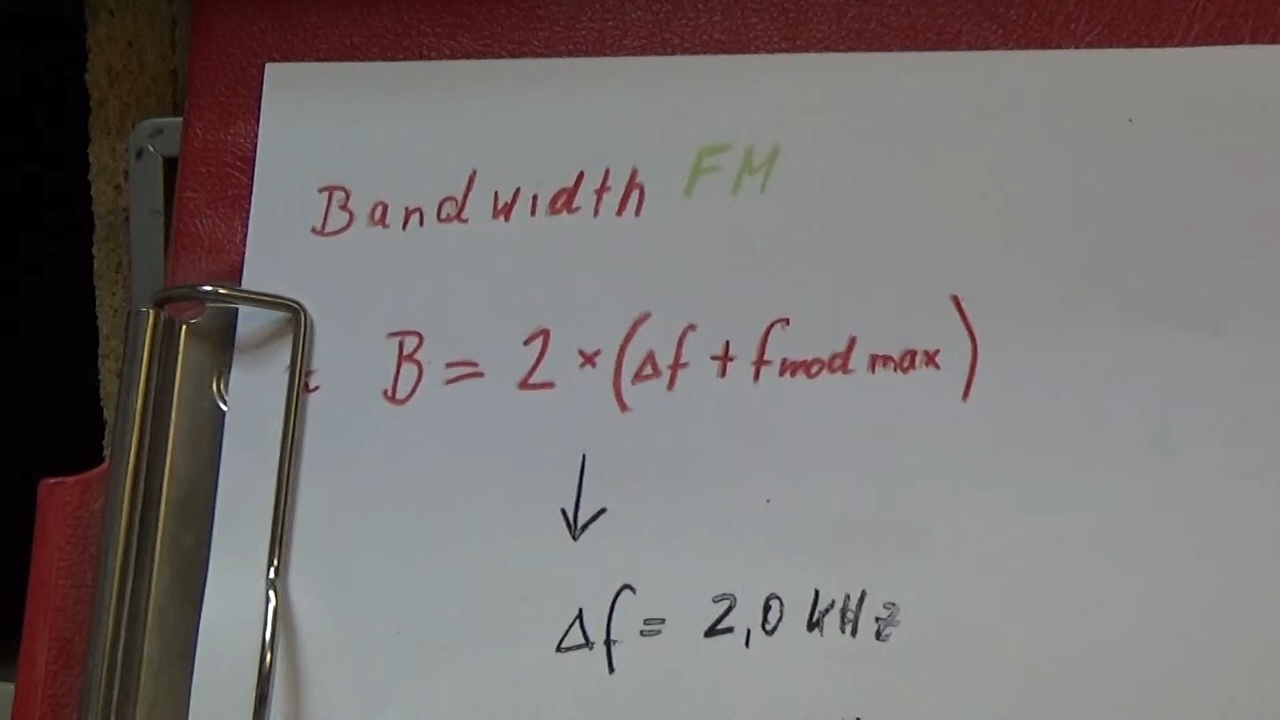 Bandwidth FM
B = 2 × (Δf + fmod max)
↓
Δf = 2,0 kHz